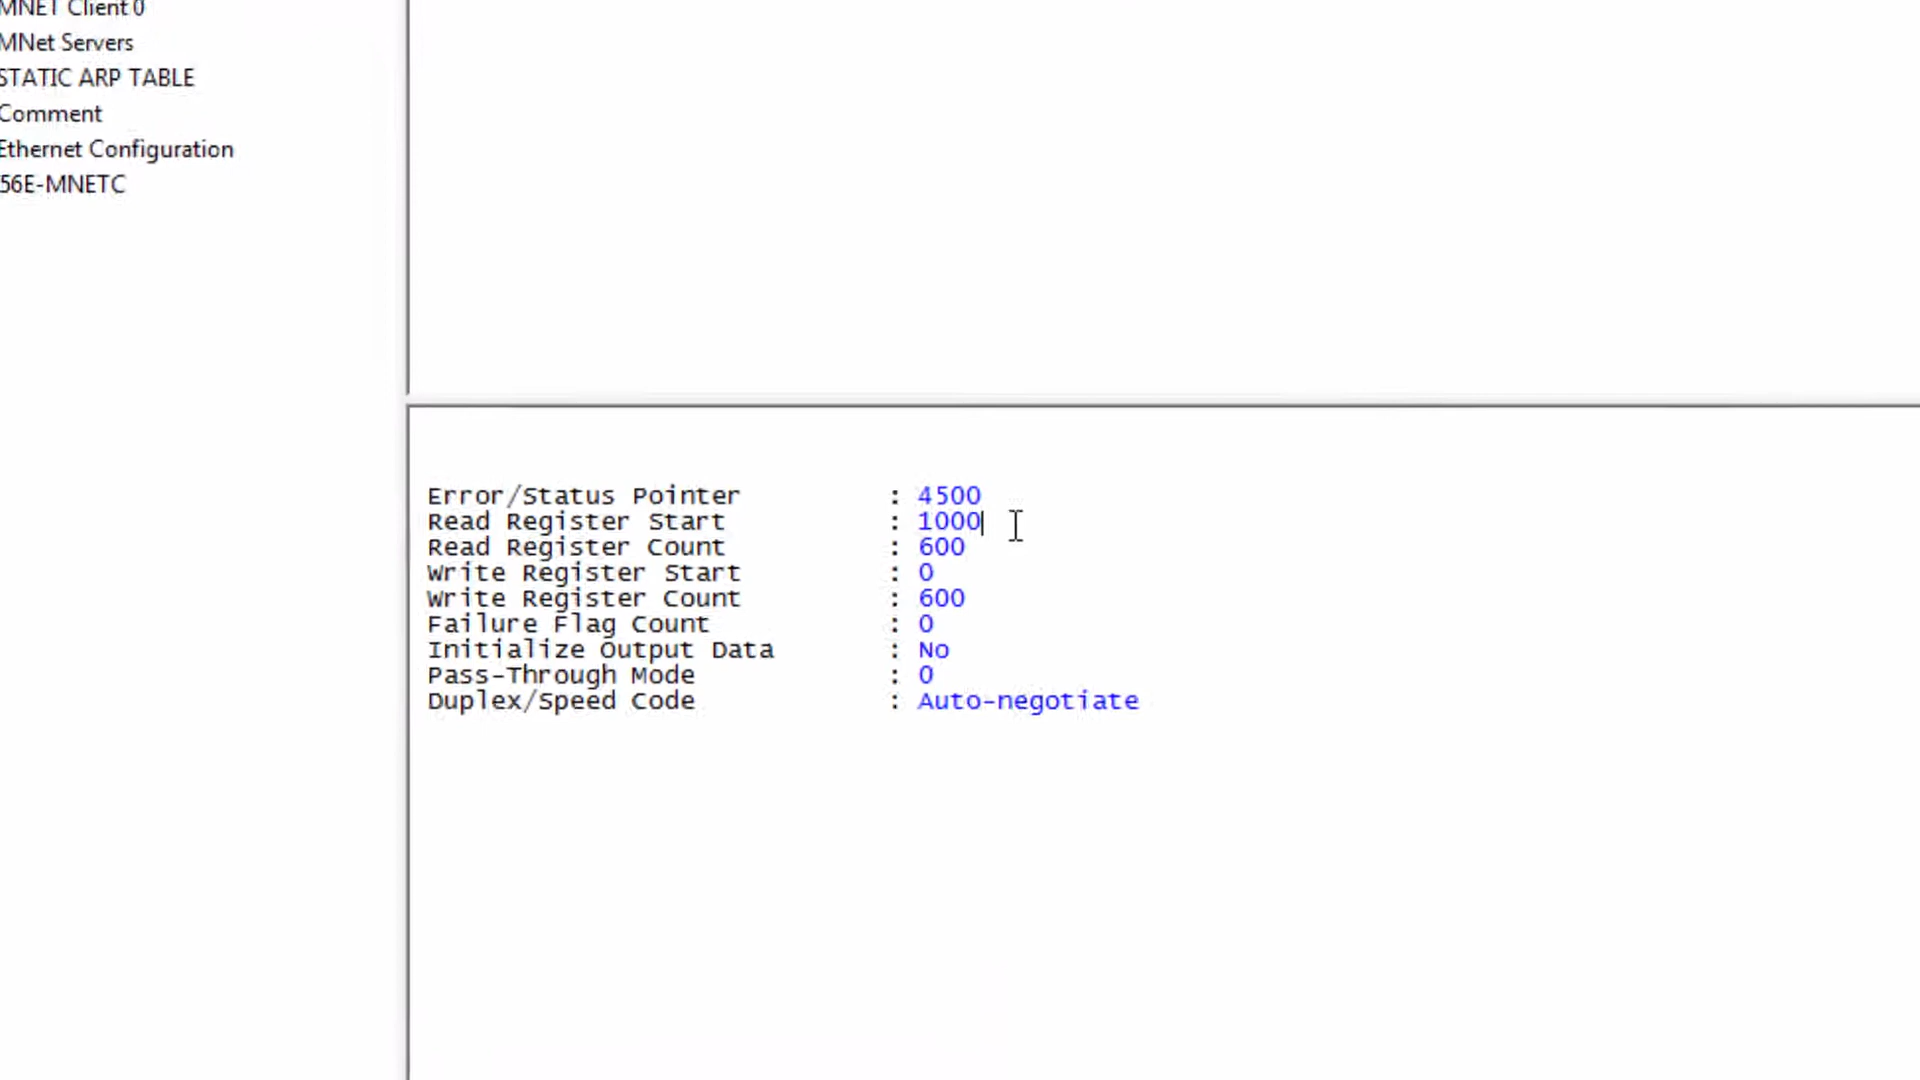 MNET Client 0
MNet Servers
STATIC ARP TABLE
Comment
Ethernet Configuration
56E-MNETC
Error/Status Pointer : 4500
Read Register Start : 1000
Read Register Count : 600
Write Register Start : 0
Write Register Count : 600
Failure Flag Count : 0
Initialize Output Data : No
Pass-Through Mode : 0
Duplex/Speed Code : Auto-negotiate